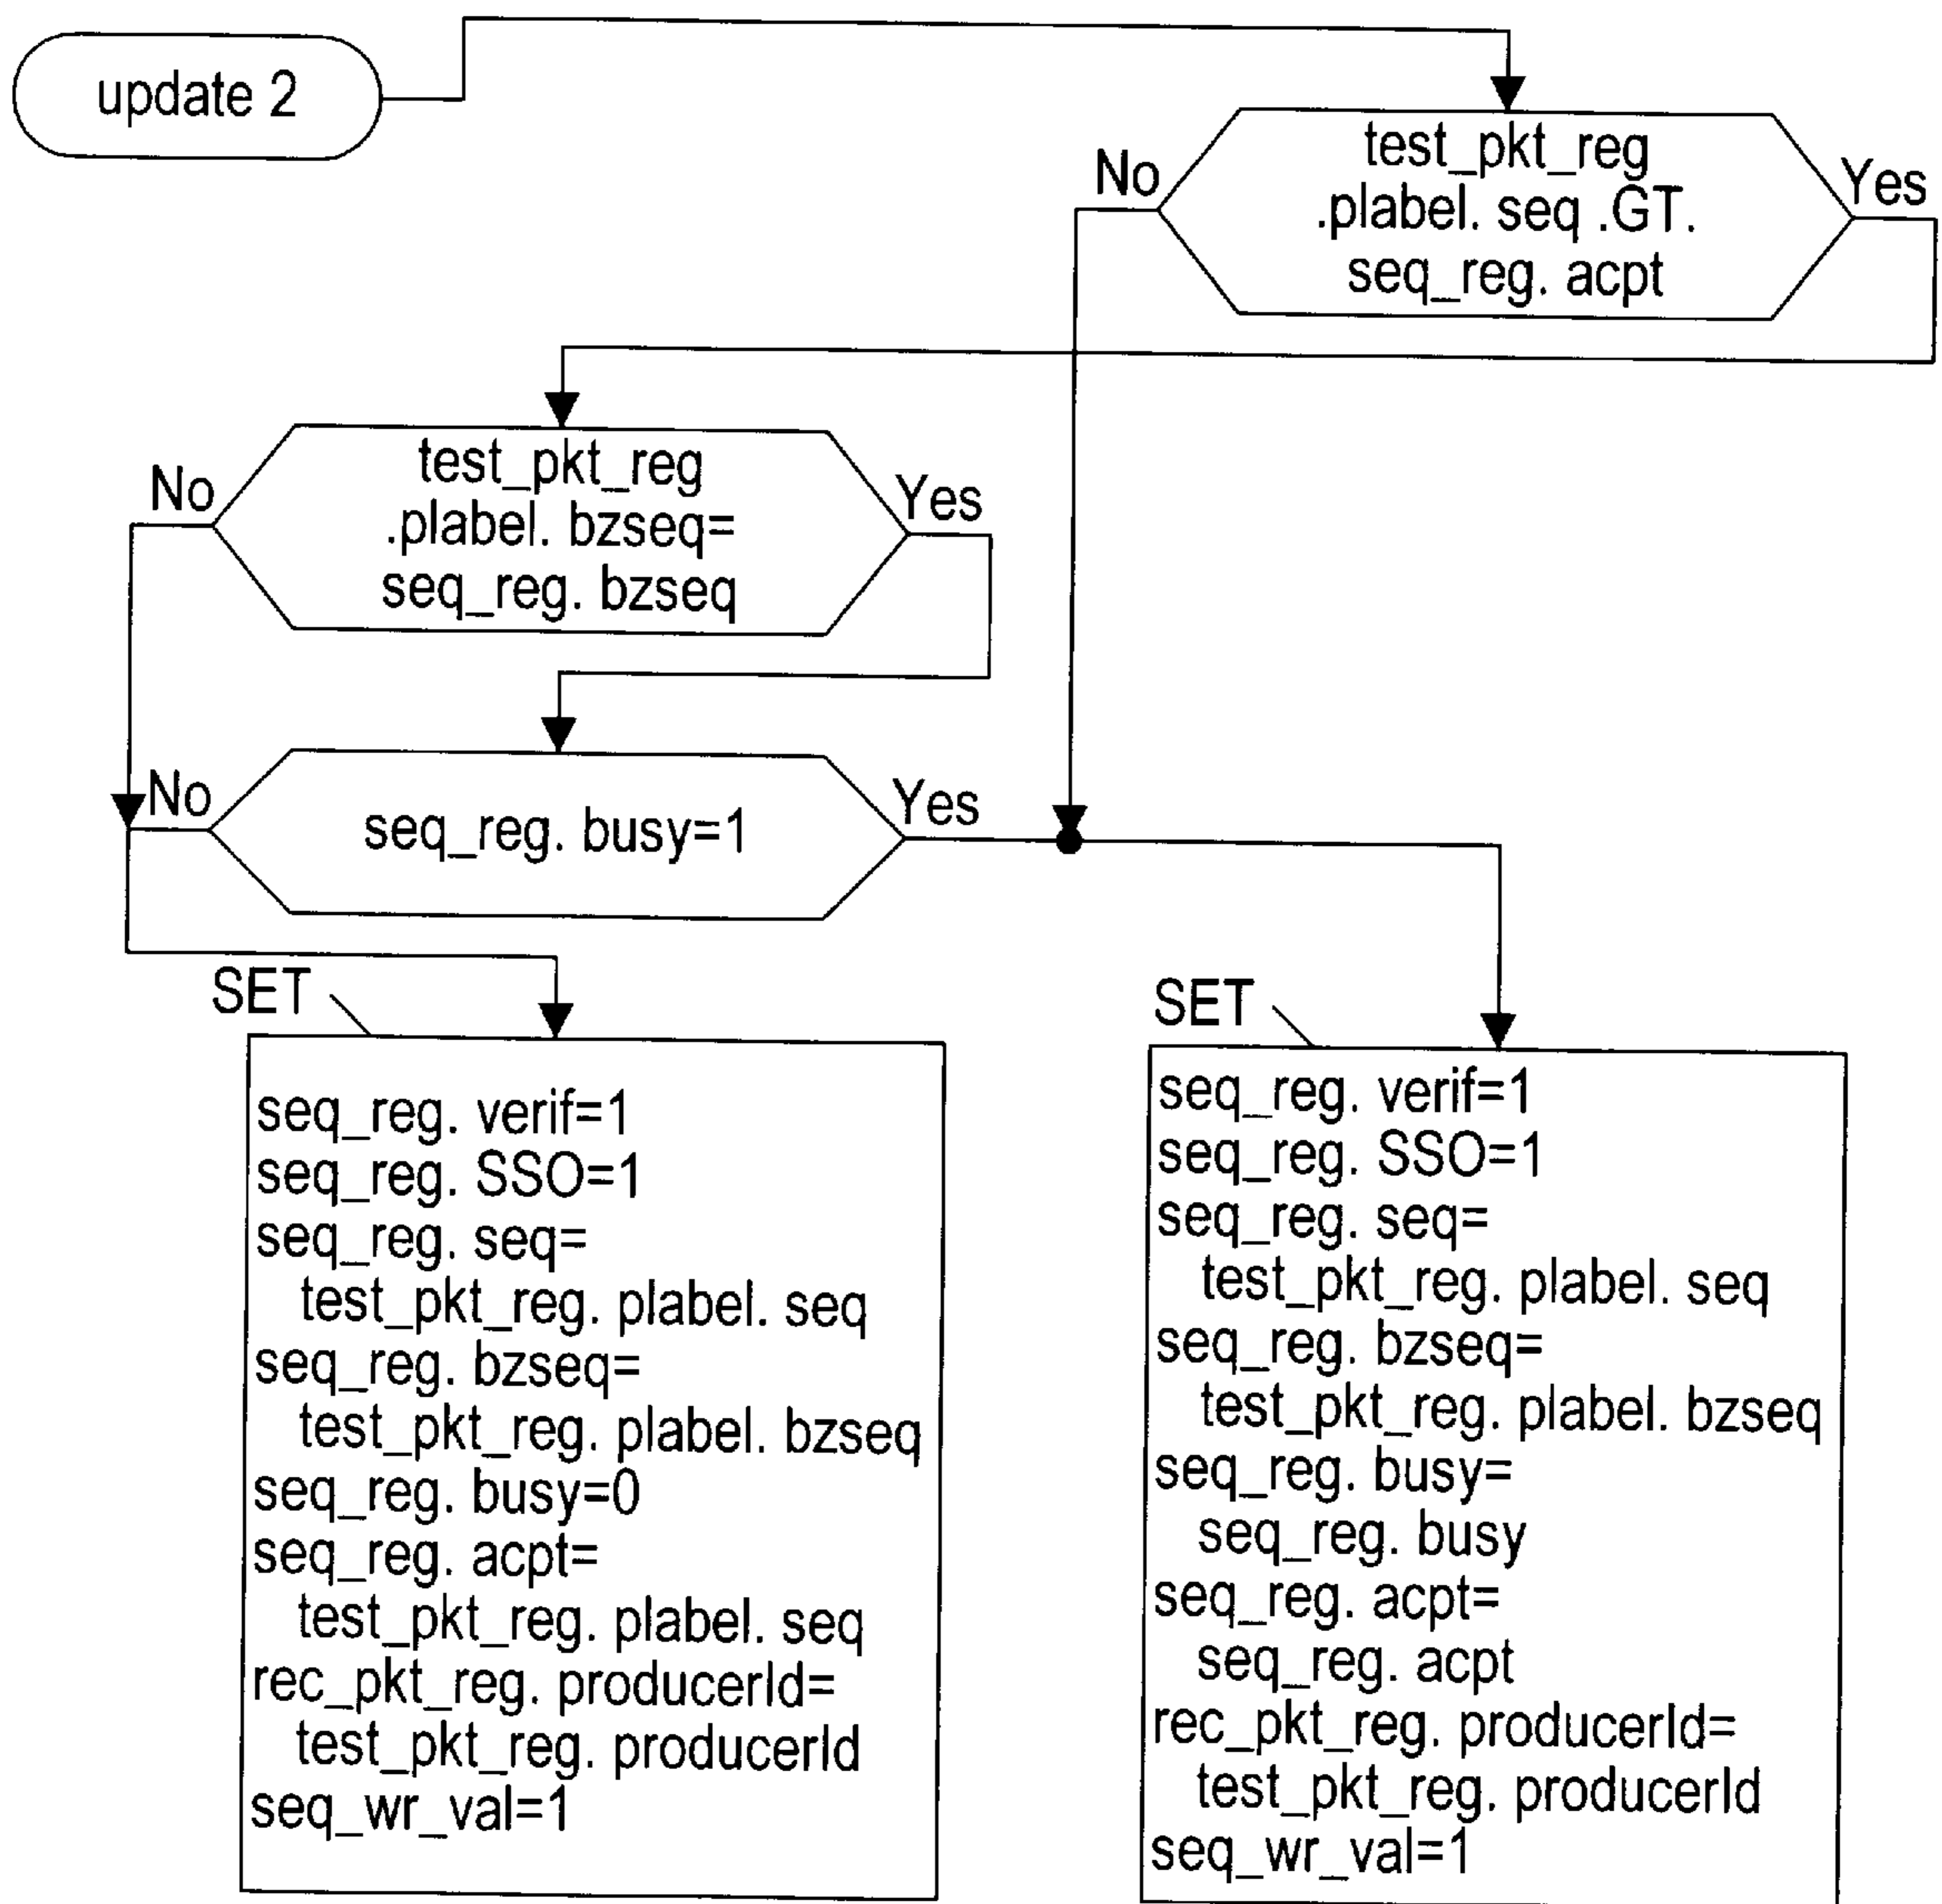 update 2
test_pkt_reg
No
Yes
.plabel. seq .GT.
seq_reg. acpt
test_pkt_reg
No
Yes
.plabel. bzseq=
seq_reg. bzseq
No
Yes
seq_reg. busy=1
SET
seq_reg. verif=1
seq_reg. SSO=1
seq_reg. seq=
test_pkt_reg. plabel. seq
seq_reg. bzseq=
test_pkt_reg. plabel. bzseq
seq_reg. busy=0
seq_reg. acpt=
test_pkt_reg. plabel. seq
rec_pkt_reg. producerId=
test_pkt_reg. producerId
seq_wr_val=1
SET
seq_reg. verif=1
seq_reg. SSO=1
seq_reg. seq=
test_pkt_reg. plabel. seq
seq_reg. bzseq=
test_pkt_reg. plabel. bzseq
seq_reg. busy=
seq_reg. busy
seq_reg. acpt=
seq_reg. acpt
rec_pkt_reg. producerId=
test_pkt_reg. producerId
seq_wr_val=1